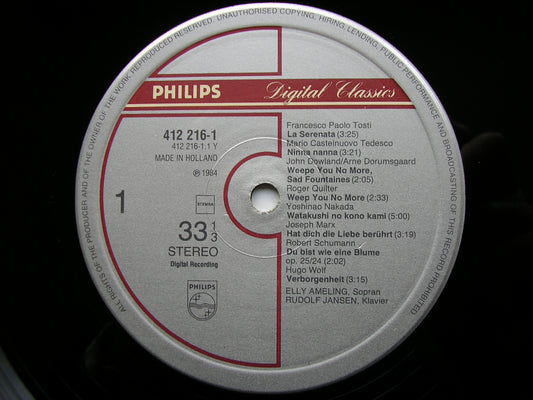 ALL RIGHTS OF THE PRODUCER AND OF THE OWNER OF THE WORK REPRODUCED RESERVED. UNAUTHORISED COPYING, HIRING, LENDING, PUBLIC PERFORMANCE AND BROADCASTING OF THIS RECORD PROHIBITED
PHILIPS
Digital Classics
412 216-1
412 216-1.1 Y
MADE IN HOLLAND
℗ 1984
1
STEMRA
33 1/3
STEREO
Digital Recording
PHILIPS
Francesco Paolo Tosti
La Serenata (3:25)
Mario Castelnuovo Tedesco
Ninna nanna (3:21)
John Dowland/Arne Dorumsgaard
Weepe You No More,
Sad Fountaines (2:05)
Roger Quilter
Weep You No More (2:33)
Yoshinao Nakada
Watakushi no kono kami (5:00)
Joseph Marx
Hat dich die Liebe berührt (3:19)
Robert Schumann
Du bist wie eine Blume
op. 25/24 (2:02)
Hugo Wolf
Verborgenheit (3:15)
ELLY AMELING, Sopran
RUDOLF JANSEN, Klavier